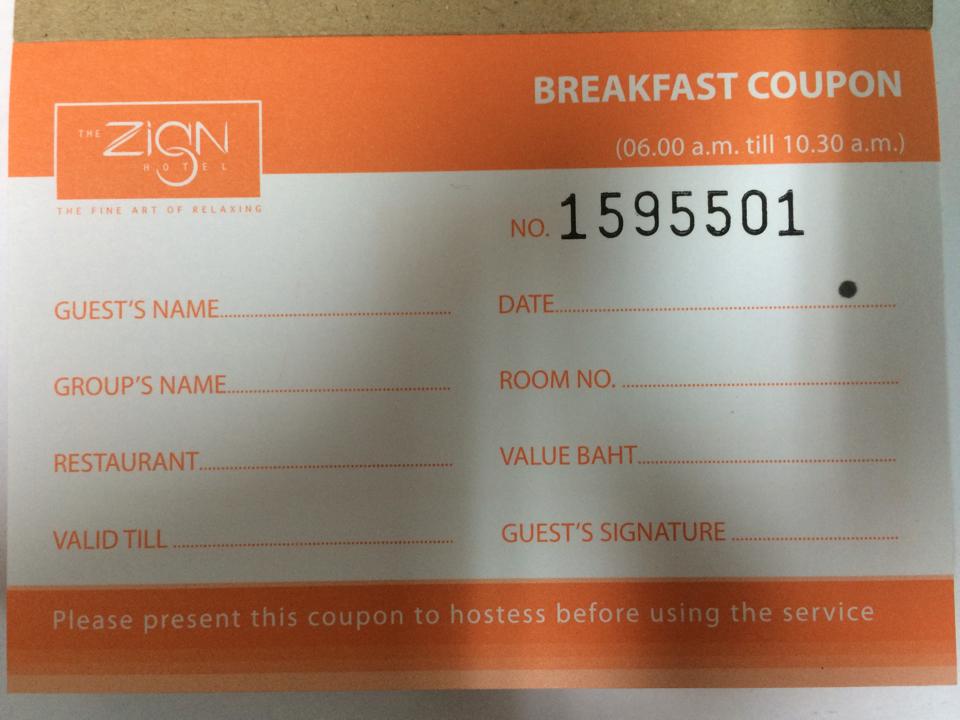 BREAKFAST COUPON
(06.00 a.m. till 10.30 a.m.)
THE ZIGN
HOTEL
THE FINE ART OF RELAXING
NO. 1595501
GUEST'S NAME
DATE
GROUP'S NAME
ROOM NO.
RESTAURANT
VALUE BAHT
VALID TILL
GUEST'S SIGNATURE
Please present this coupon to hostess before using the service